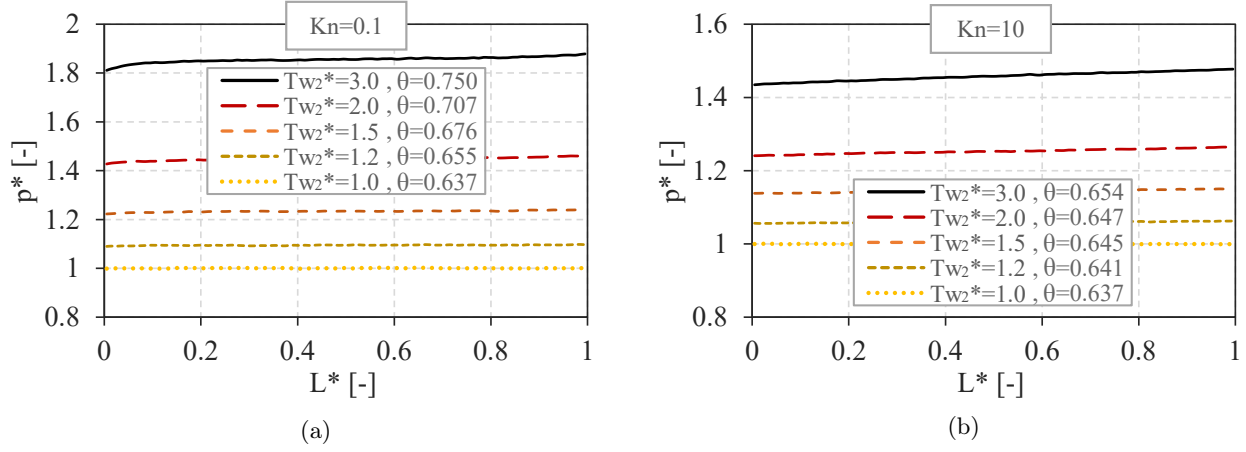 Kn=0.1
2
1.8
1.6
1.4
1.2
1
0.8
p* [-]
Tw2*=3.0 , θ=0.750
Tw2*=2.0 , θ=0.707
Tw2*=1.5 , θ=0.676
Tw2*=1.2 , θ=0.655
Tw2*=1.0 , θ=0.637
0 0.2 0.4 0.6 0.8 1
L* [-]
(a)
Kn=10
1.6
1.4
1.2
1
0.8
p* [-]
Tw2*=3.0 , θ=0.654
Tw2*=2.0 , θ=0.647
Tw2*=1.5 , θ=0.645
Tw2*=1.2 , θ=0.641
Tw2*=1.0 , θ=0.637
0 0.2 0.4 0.6 0.8 1
L* [-]
(b)